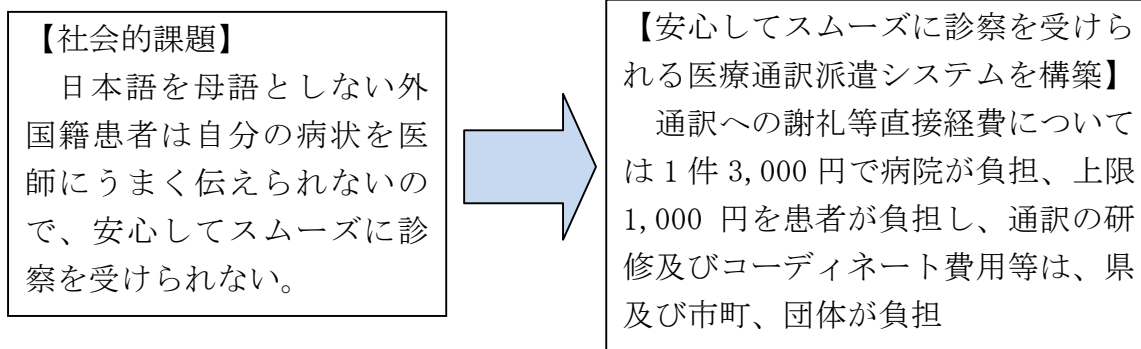 【社会的課題】
　日本語を母語としない外
国籍患者は自分の病状を医
師にうまく伝えられないの
で、安心してスムーズに診
察を受けられない。
【安心してスムーズに診察を受けら
れる医療通訳派遣システムを構築】
　通訳への謝礼等直接経費について
は 1 件 3,000 円で病院が負担、上限
1,000 円を患者が負担し、通訳の研
修及びコーディネート費用等は、県
及び市町、団体が負担